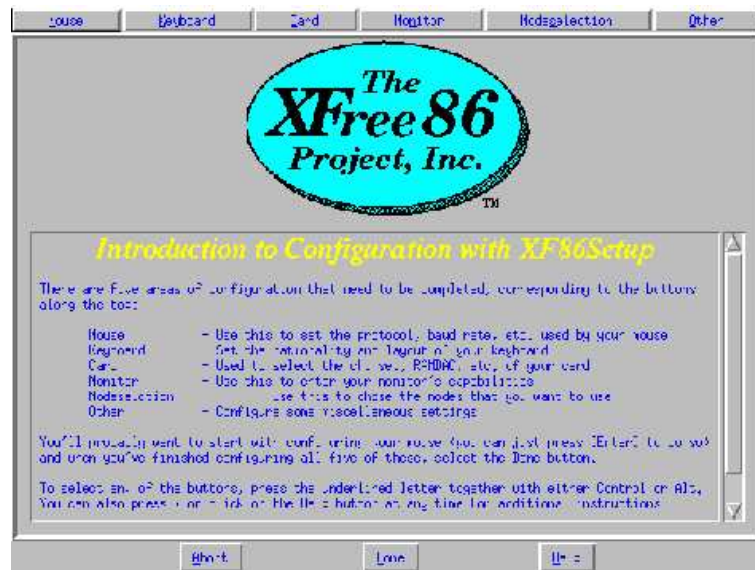 Mouse Keyboard Card Monitor Modeselection Other
The
XFree86
Project, Inc.
TM
Introduction to Configuration with XF86Setup
There are five areas of configuration that need to be completed, corresponding to the buttons
along the top:
Mouse - Use this to set the protocol, baud rate, etc. used by your mouse
Keyboard - Set the nationality and layout of your keyboard
Card - Used to select the chipset, RAMDAC, etc. of your card
Monitor - Use this to enter your monitor's capabilities
Modeselection - Use this to chose the modes that you want to use
Other - Configure some miscellaneous settings
You'll probably want to start with configuring your mouse (you can just press [Enter] to do so)
and when you've finished configuring all five of these, select the Done button.
To select any of the buttons, press the underlined letter together with either Control or Alt.
You can also press ? or click on the Help button at any time for additional instructions
Abort Done Help